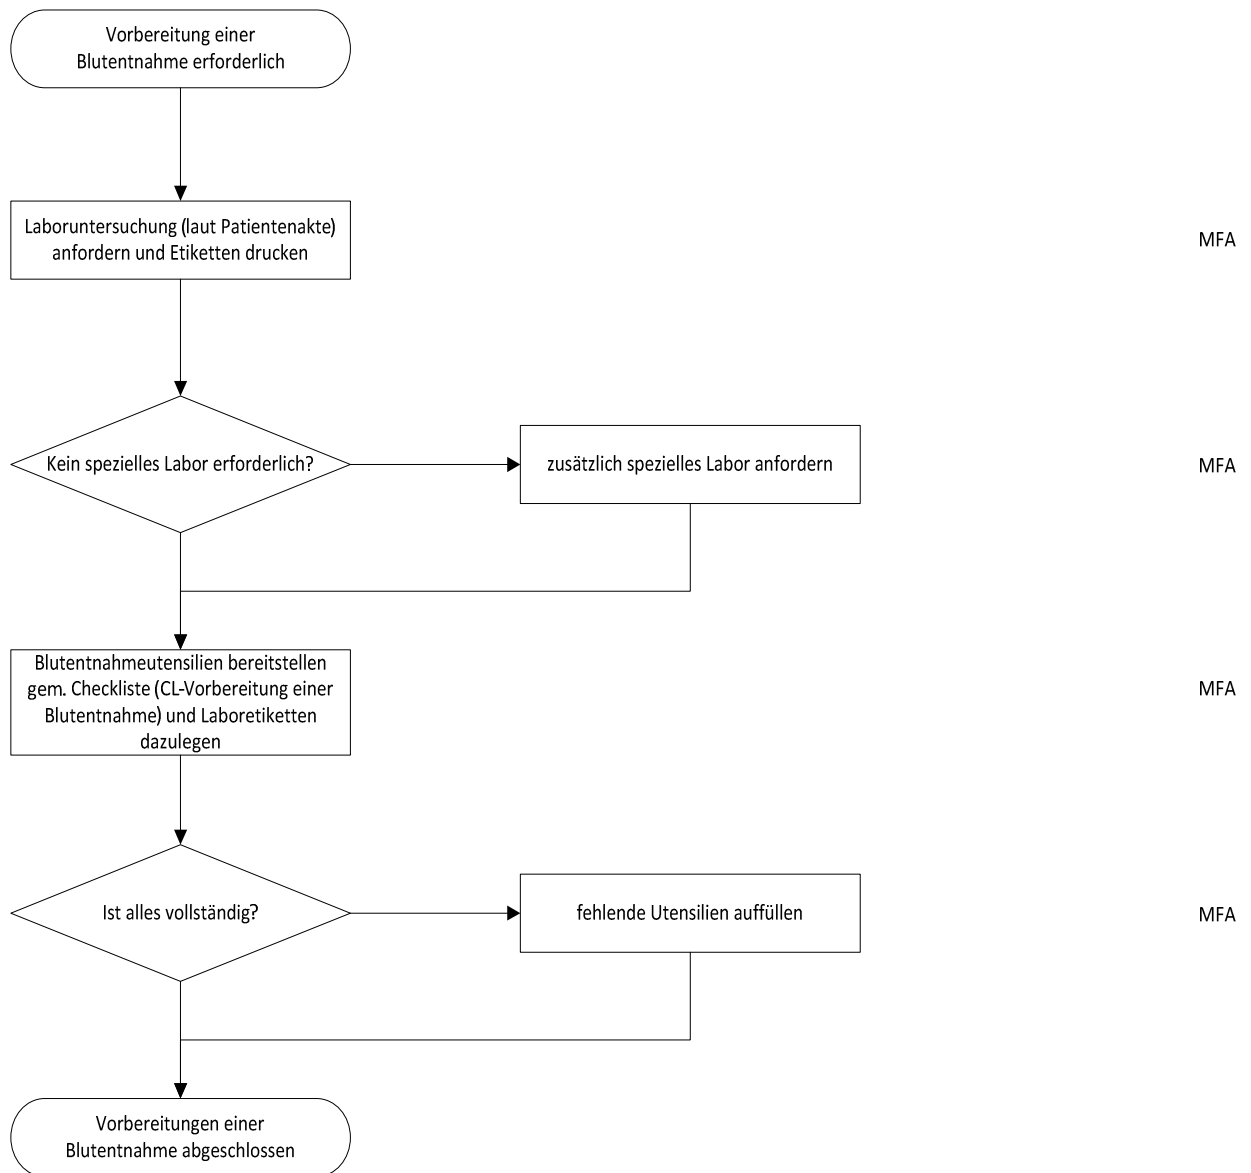 Vorbereitung einer
Blutentnahme erforderlich
Laboruntersuchung (laut Patientenakte)
anfordern und Etiketten drucken
MFA
Kein spezielles Labor erforderlich?
zusätzlich spezielles Labor anfordern
MFA
Blutentnahmeutensilien bereitstellen
gem. Checkliste (CL-Vorbereitung einer
Blutentnahme) und Laboretiketten
dazulegen
MFA
Ist alles vollständig?
fehlende Utensilien auffüllen
MFA
Vorbereitungen einer
Blutentnahme abgeschlossen